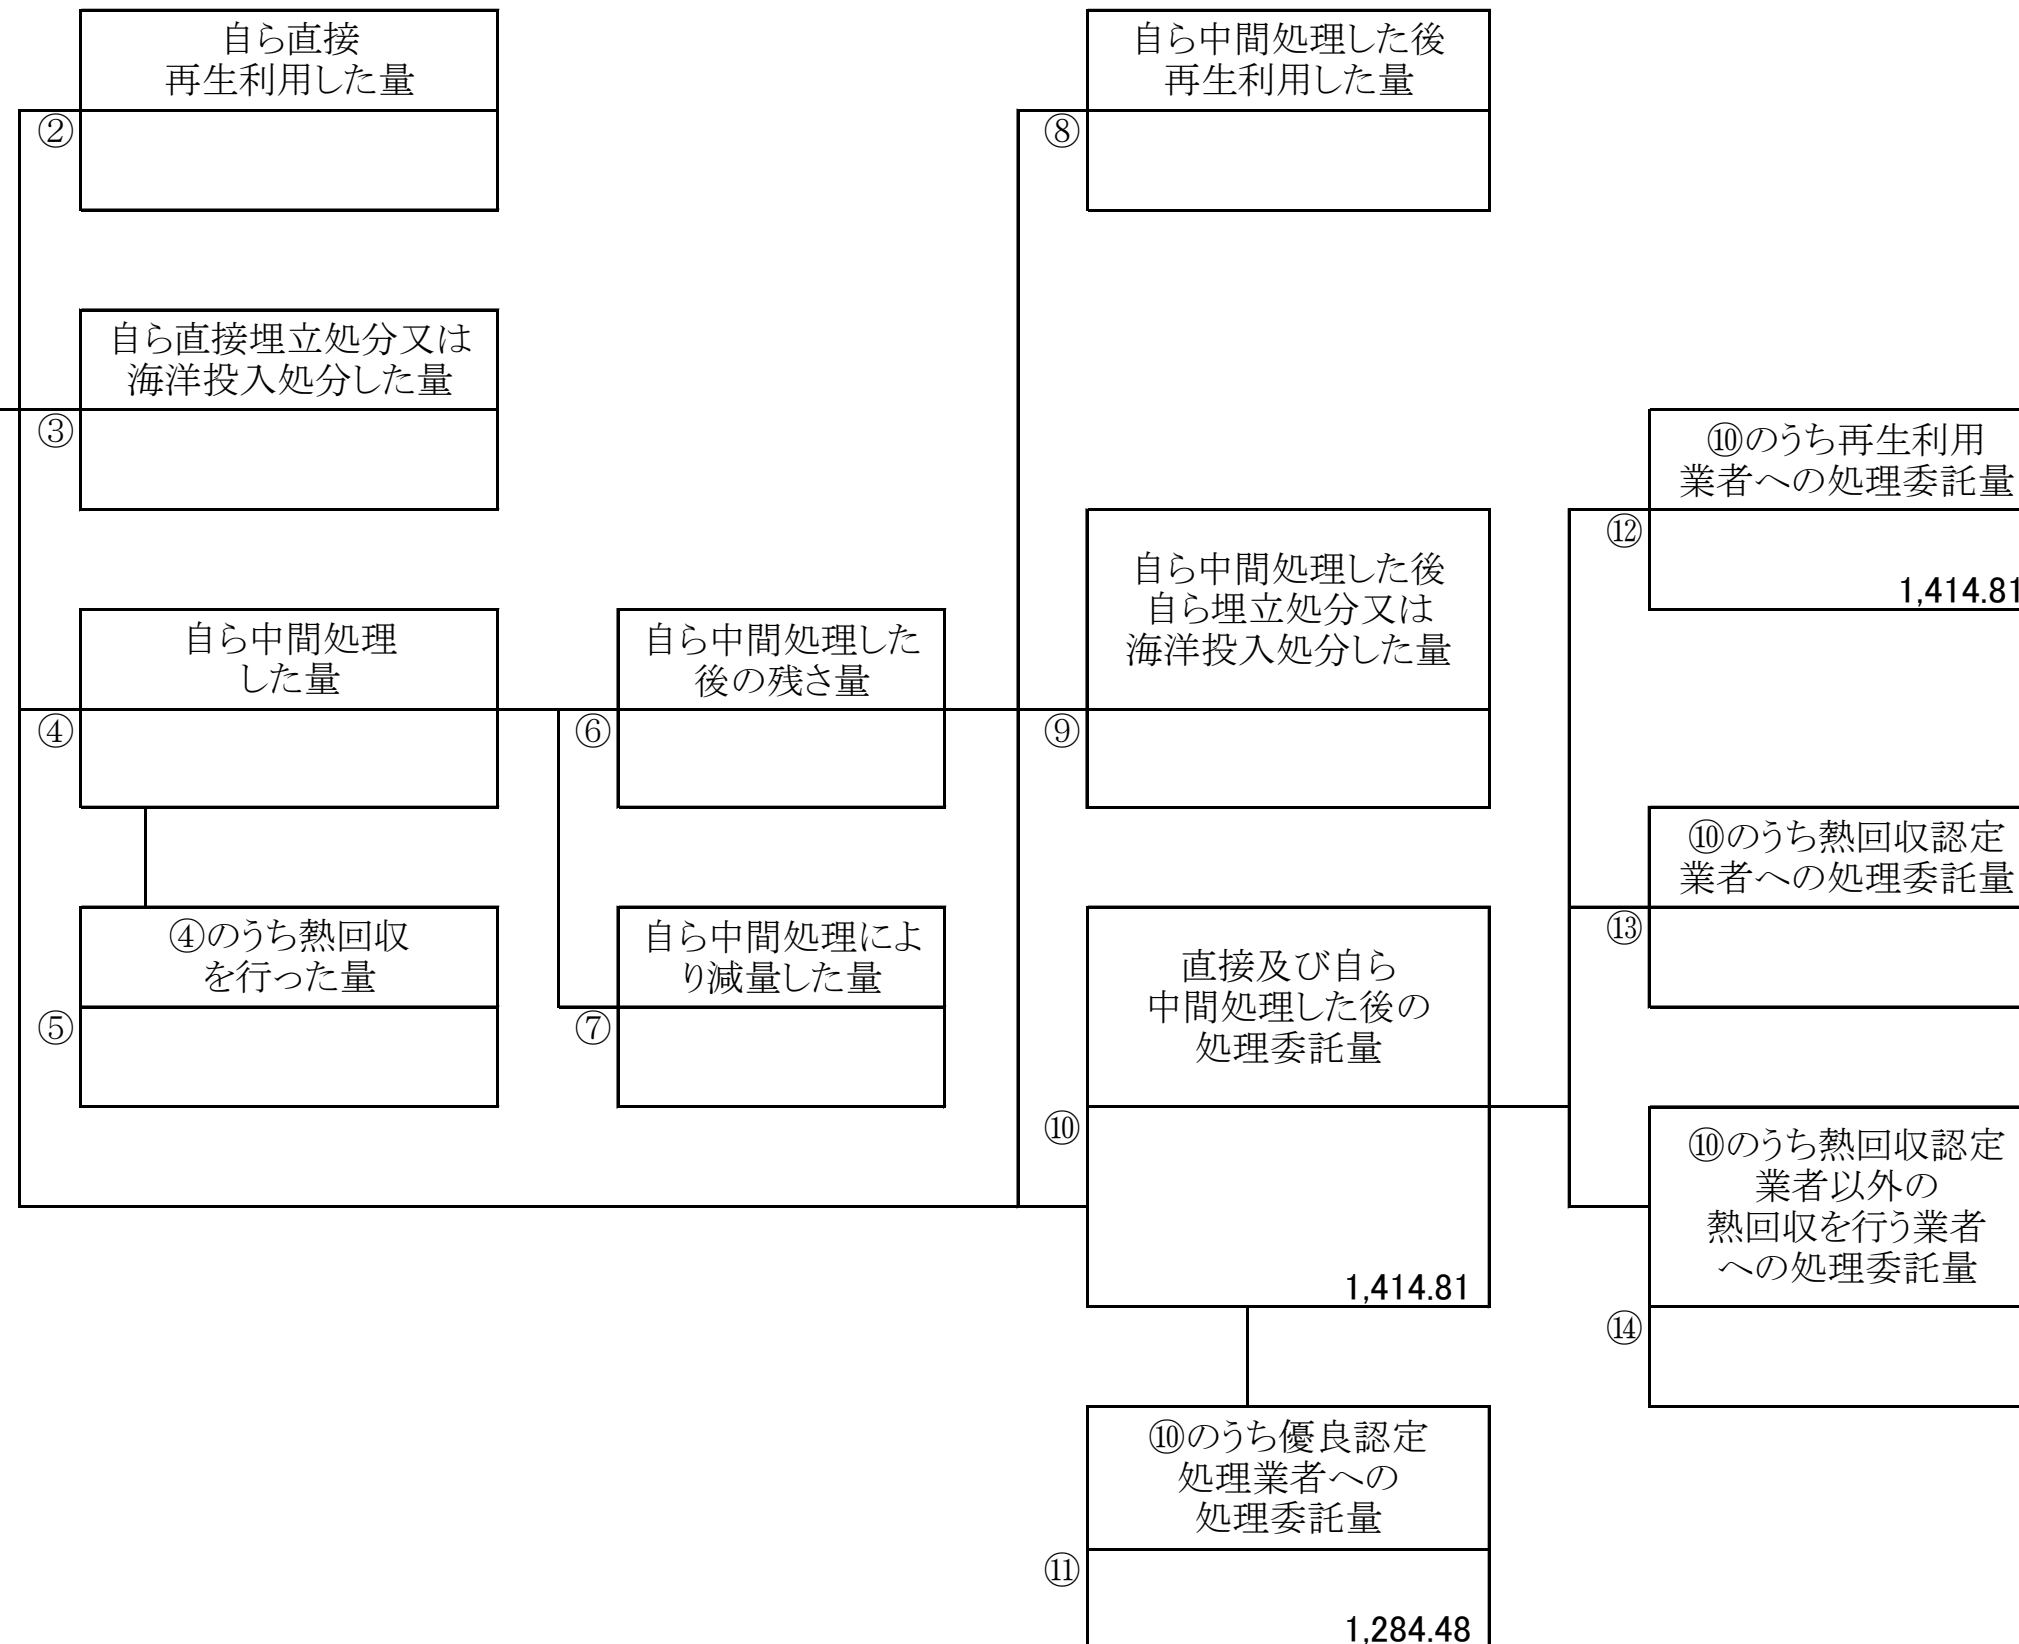 自ら直接
再生利用した量
②
自ら中間処理した後
再生利用した量
⑧
自ら直接埋立処分又は
海洋投入処分した量
③
⑩のうち再生利用
業者への処理委託量
⑫
1,414.81
自ら中間処理した後
自ら埋立処分又は
海洋投入処分した量
⑨
自ら中間処理
した量
④
自ら中間処理した
後の残さ量
⑥
⑩のうち熱回収認定
業者への処理委託量
⑬
④のうち熱回収
を行った量
⑤
自ら中間処理によ
り減量した量
⑦
直接及び自ら
中間処理した後の
処理委託量
⑩
1,414.81
⑩のうち熱回収認定
業者以外の
熱回収を行う業者
への処理委託量
⑭
⑩のうち優良認定
処理業者への
処理委託量
⑪
1,284.48